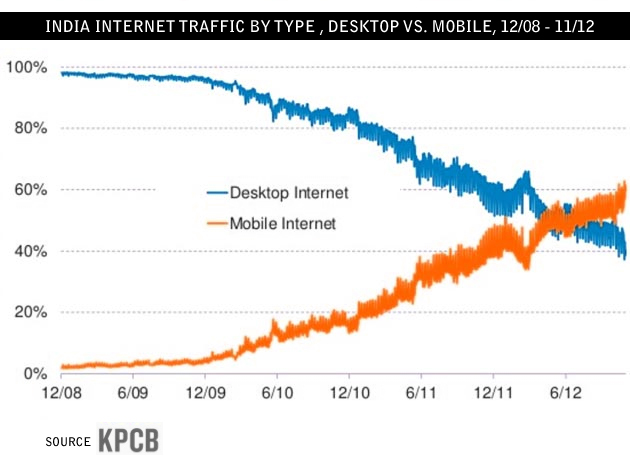 INDIA INTERNET TRAFFIC BY TYPE , DESKTOP VS. MOBILE, 12/08 - 11/12
100%
80%
60%
40%
20%
0%
Desktop Internet
Mobile Internet
12/08 6/09 12/09 6/10 12/10 6/11 12/11 6/12
SOURCE KPCB